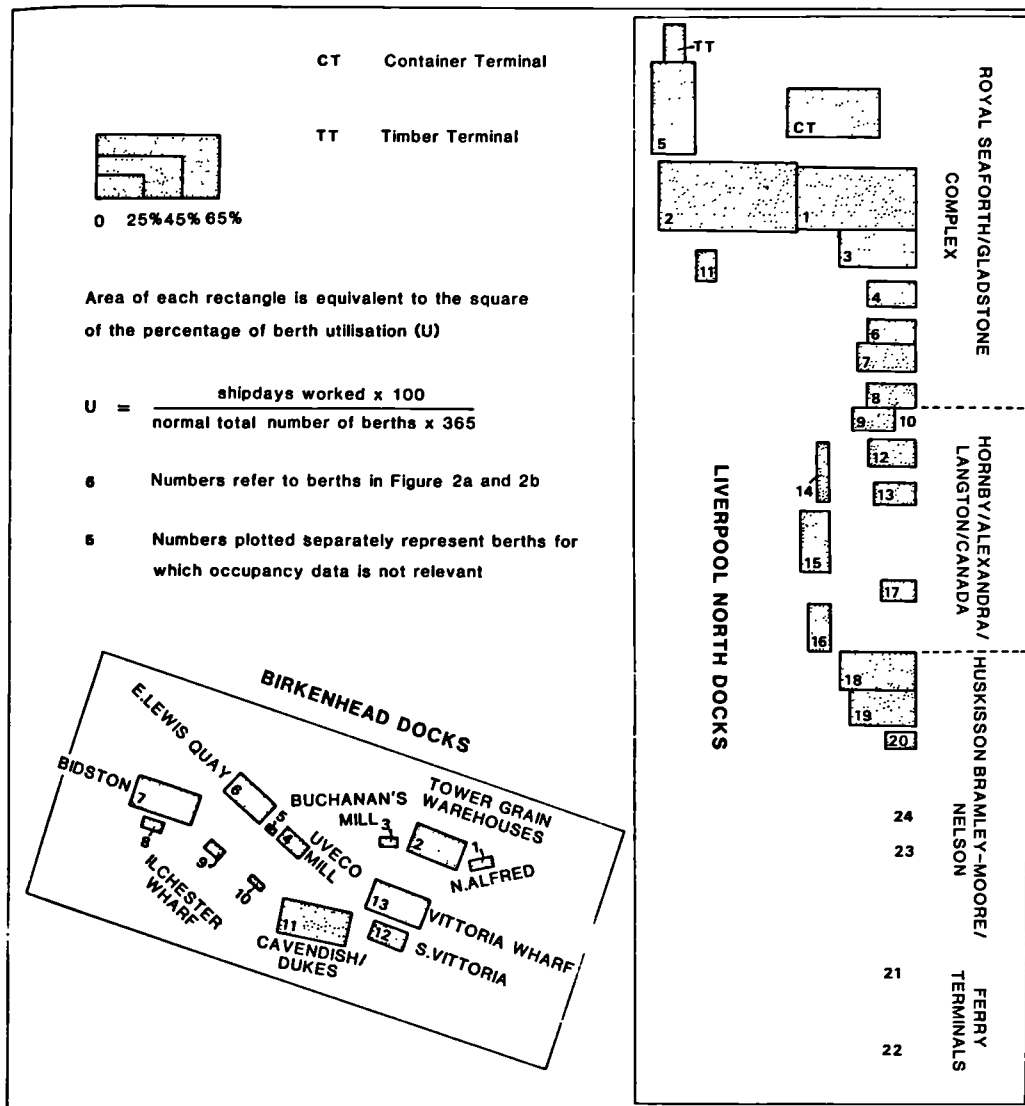 CT Container Terminal
TT Timber Terminal
0 25% 45% 65%
Area of each rectangle is equivalent to the square
of the percentage of berth utilisation (U)
U = shipdays worked x 100
normal total number of berths x 365
6 Numbers refer to berths in Figure 2a and 2b
5 Numbers plotted separately represent berths for
which occupancy data is not relevant
BIRKENHEAD DOCKS
E.LEWIS QUAY
BIDSTON
7
6
5
4
8
9
10
ILCHESTER
WHARF
UVECO
MILL
BUCHANAN'S
MILL
3
TOWER GRAIN
WAREHOUSES
2
1
N.ALFRED
13
VITTORIA WHARF
12
S.VITTORIA
11
CAVENDISH/
DUKES
LIVERPOOL NORTH DOCKS
TT
5
CT
2
1
3
11
4
6
7
8
9
10
12
14
13
15
17
16
18
19
20
24
23
21
22
ROYAL SEAFORTH/GLADSTONE
COMPLEX
HORNBY/ALEXANDRA/
LANGTON/CANADA
HUSKISSON BRAMLEY-MOORE/
NELSON
FERRY
TERMINALS